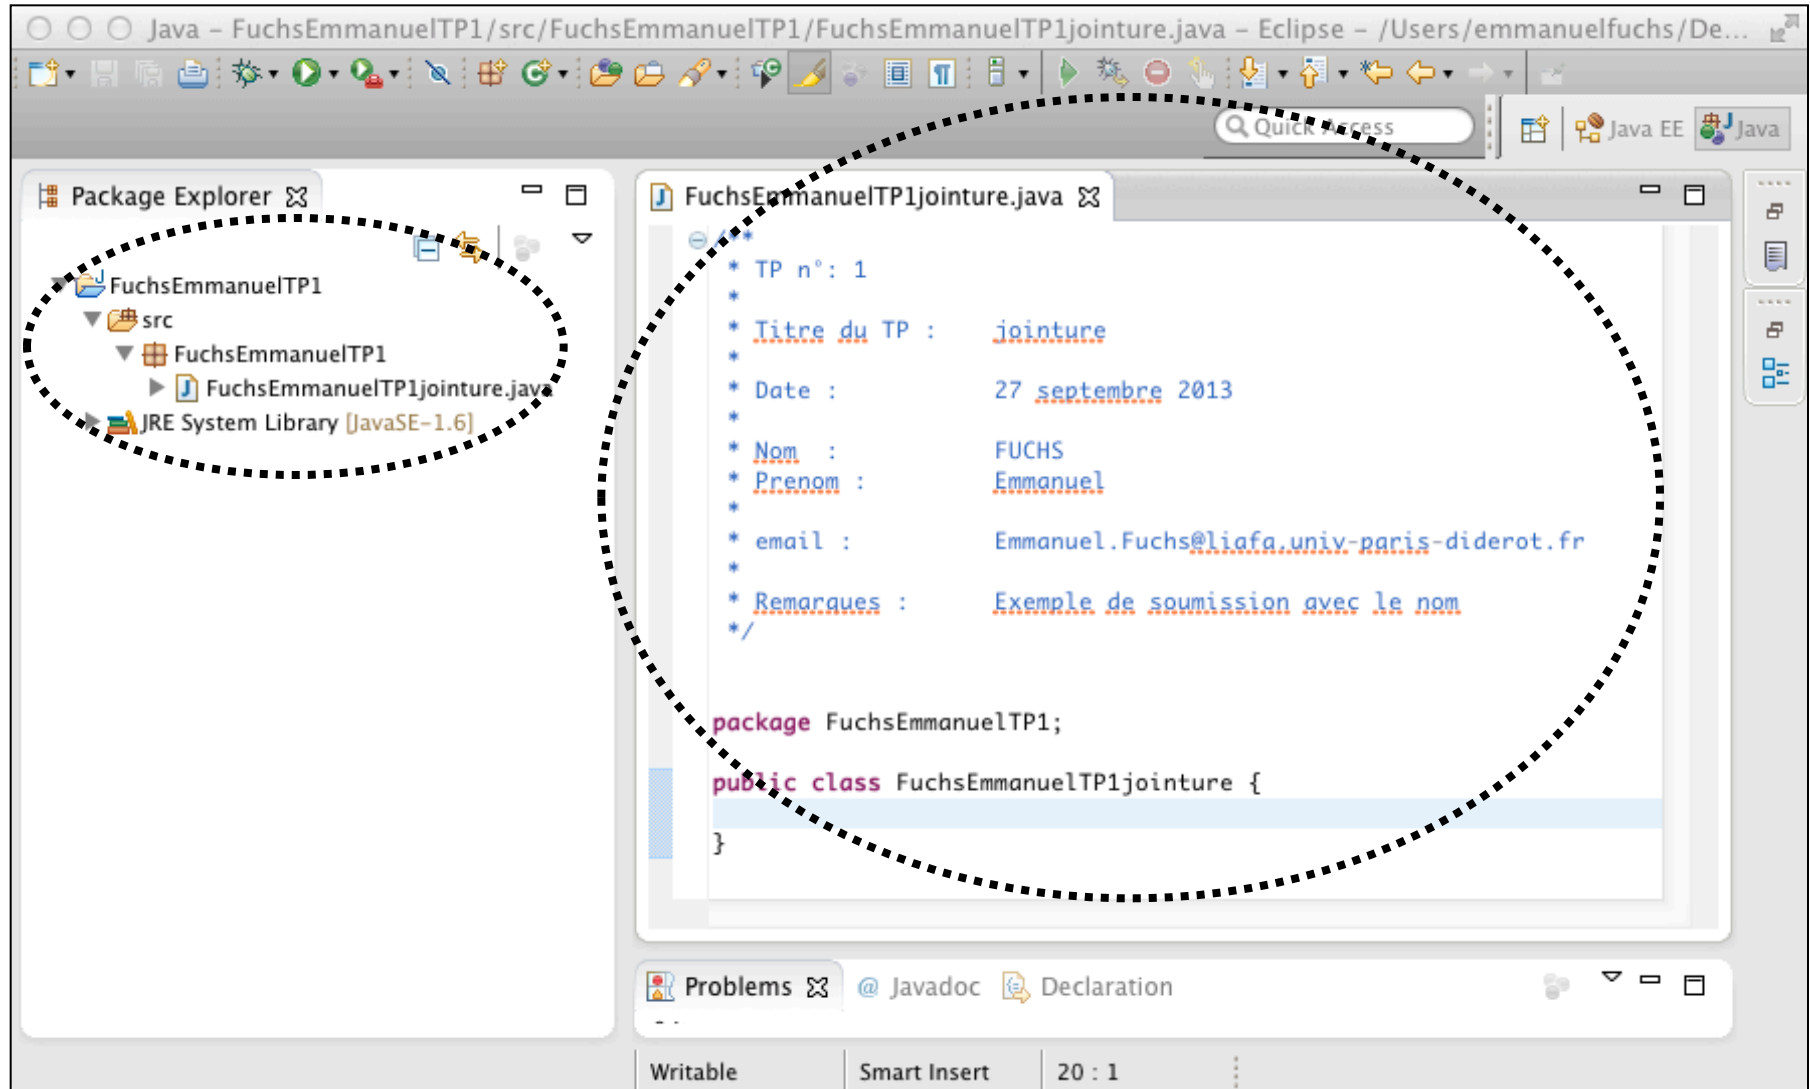 Java – FuchsEmmanuelTP1/src/FuchsEmmanuelTP1/FuchsEmmanuelTP1jointure.java – Eclipse – /Users/emmanuelfuchs/De...
Quick Access
Java EE
Java
Package Explorer
FuchsEmmanuelTP1
src
FuchsEmmanuelTP1
FuchsEmmanuelTP1jointure.java
JRE System Library [JavaSE-1.6]
FuchsEmmanuelTP1jointure.java
/**
* TP n°: 1
*
* Titre du TP : jointure
*
* Date : 27 septembre 2013
*
* Nom : FUCHS
* Prenom : Emmanuel
*
* email : Emmanuel.Fuchs@liafa.univ-paris-diderot.fr
*
* Remarques : Exemple de soumission avec le nom
*/
package FuchsEmmanuelTP1;
public class FuchsEmmanuelTP1jointure {
}
Problems @ Javadoc Declaration
Writable Smart Insert 20 : 1